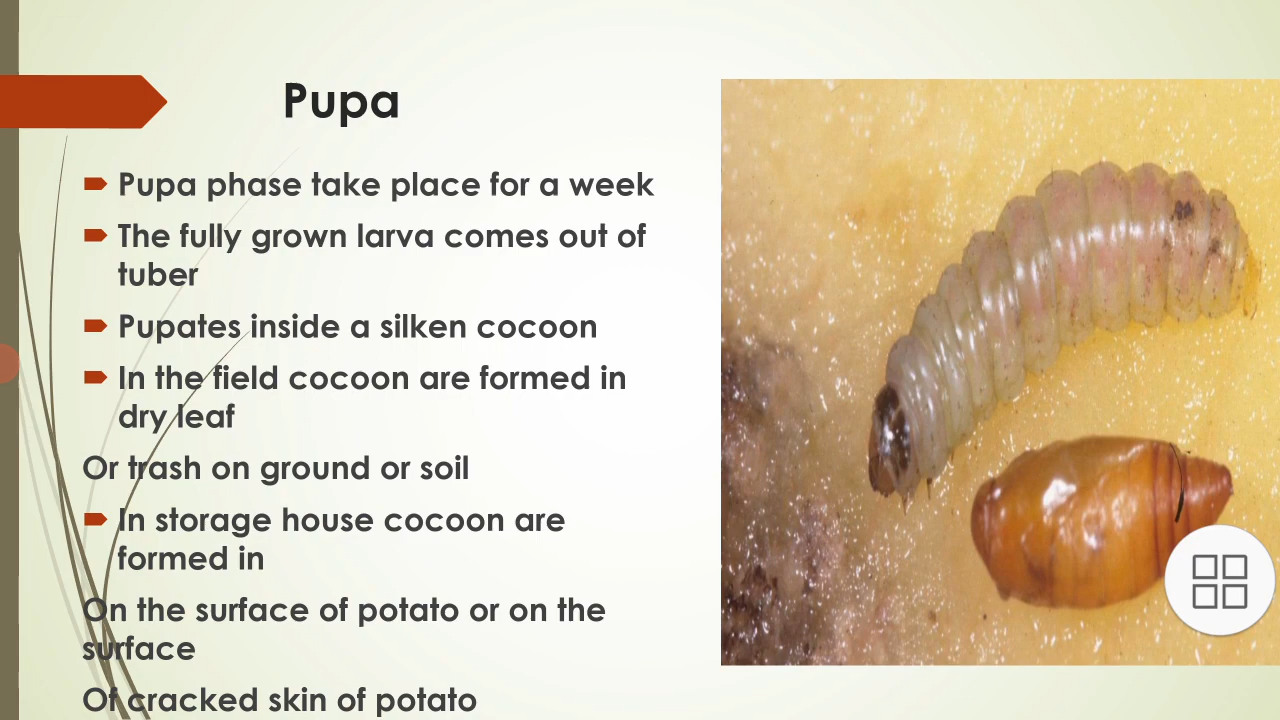 Pupa
Pupa phase take place for a week
The fully grown larva comes out of
tuber
Pupates inside a silken cocoon
In the field cocoon are formed in
dry leaf
Or trash on ground or soil
In storage house cocoon are
formed in
On the surface of potato or on the
surface
Of cracked skin of potato